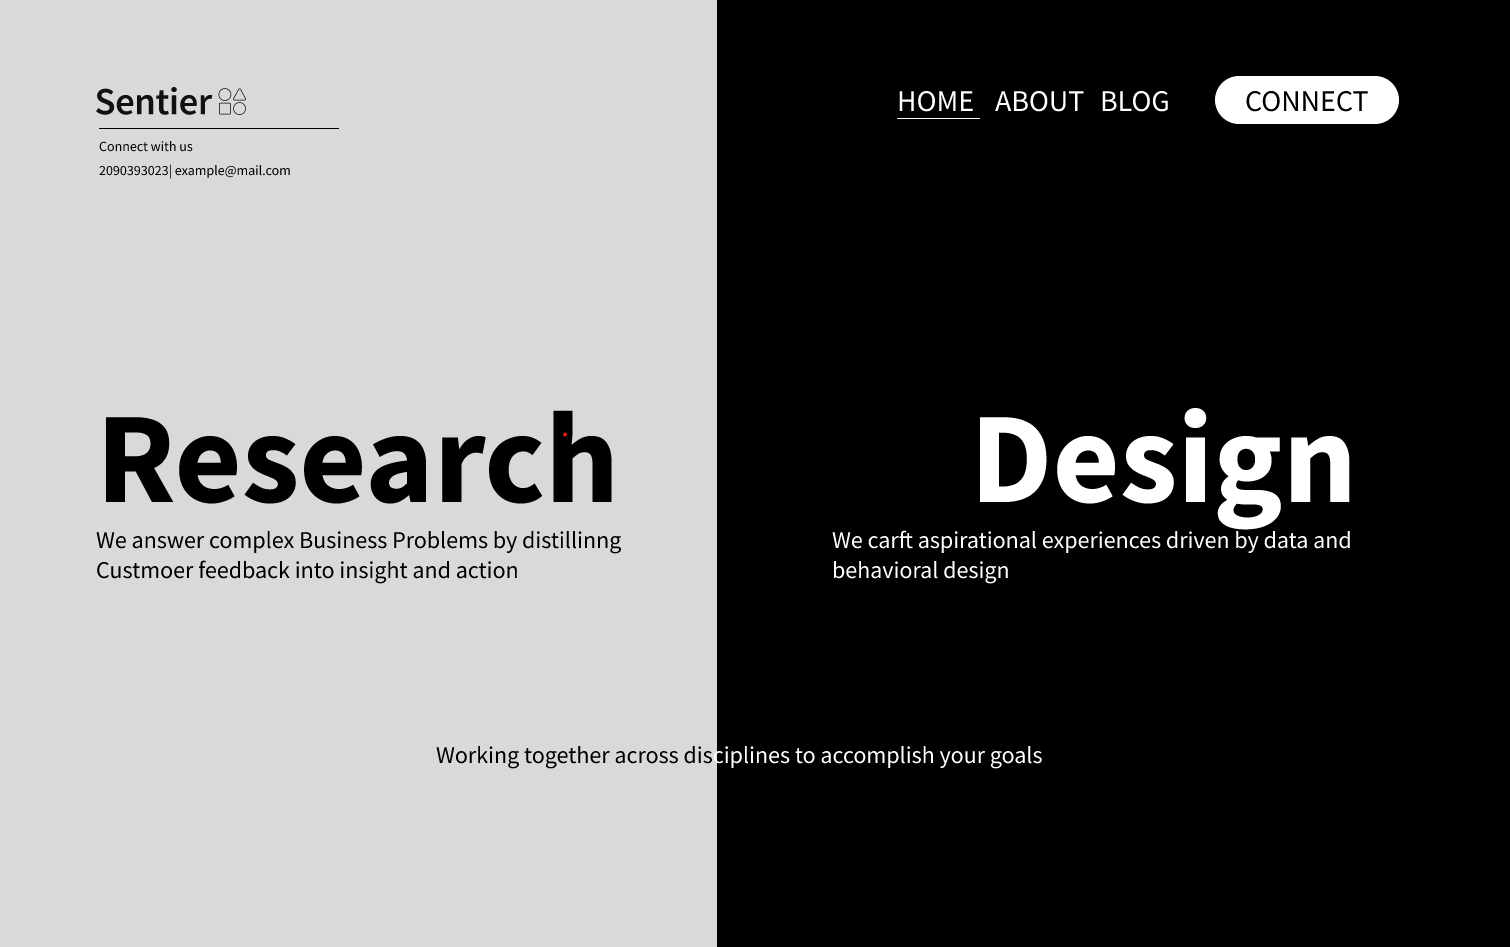 Sentier
Connect with us
2090393023| example@mail.com
HOME ABOUT BLOG CONNECT
Research
We answer complex Business Problems by distillinng
Custmoer feedback into insight and action
Design
We carft aspirational experiences driven by data and
behavioral design
Working together across disciplines to accomplish your goals